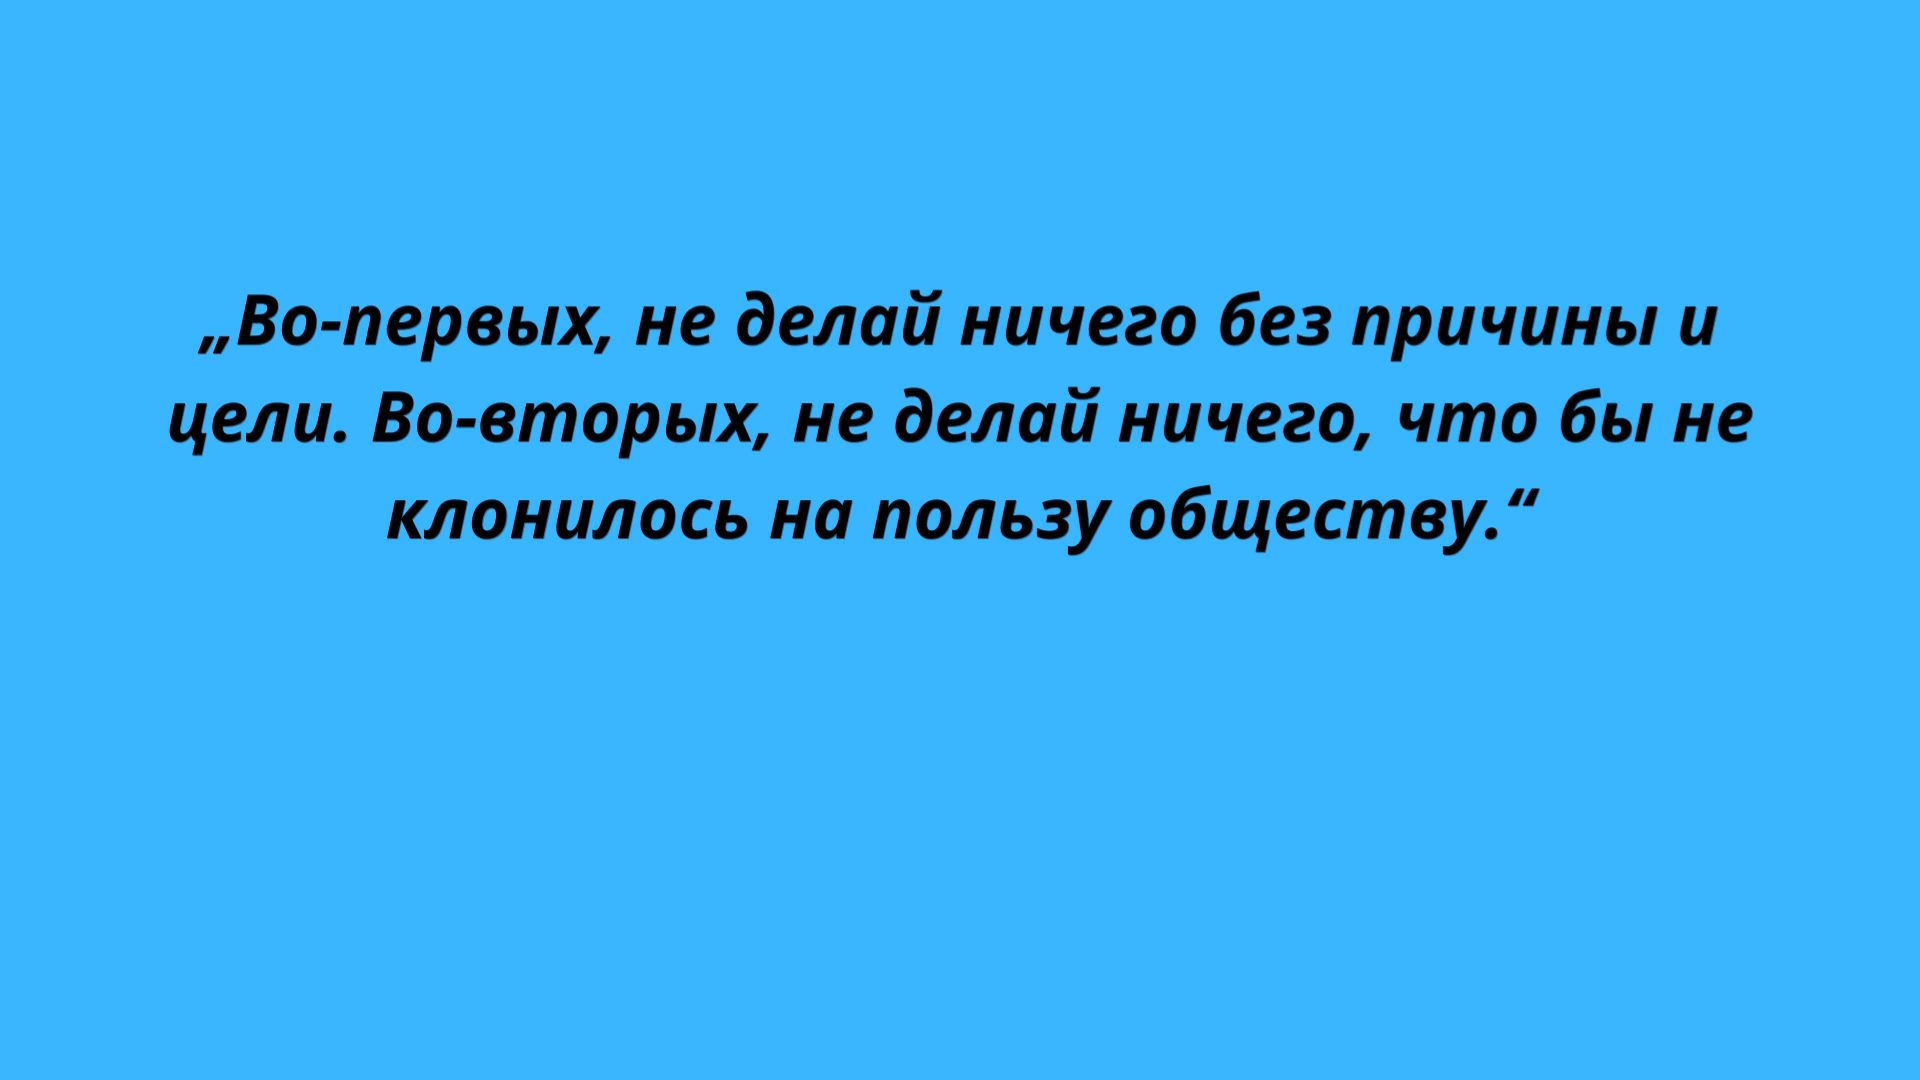 „Во-первых, не делай ничего без причины и
цели. Во-вторых, не делай ничего, что бы не
клонилось на пользу обществу.“